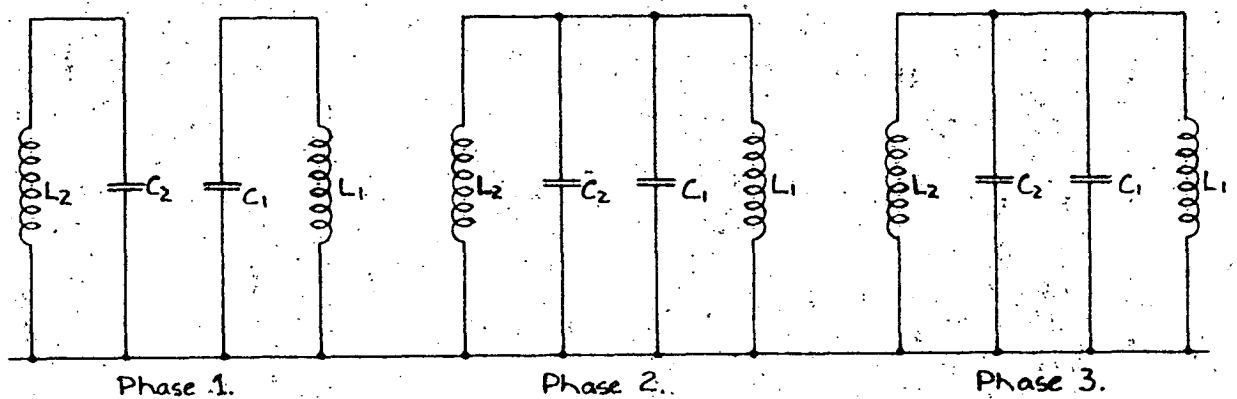 L2 C2 C1 L1
L2 C2 C1 L1
L2 C2 C1 L1
Phase 1.
Phase 2.
Phase 3.